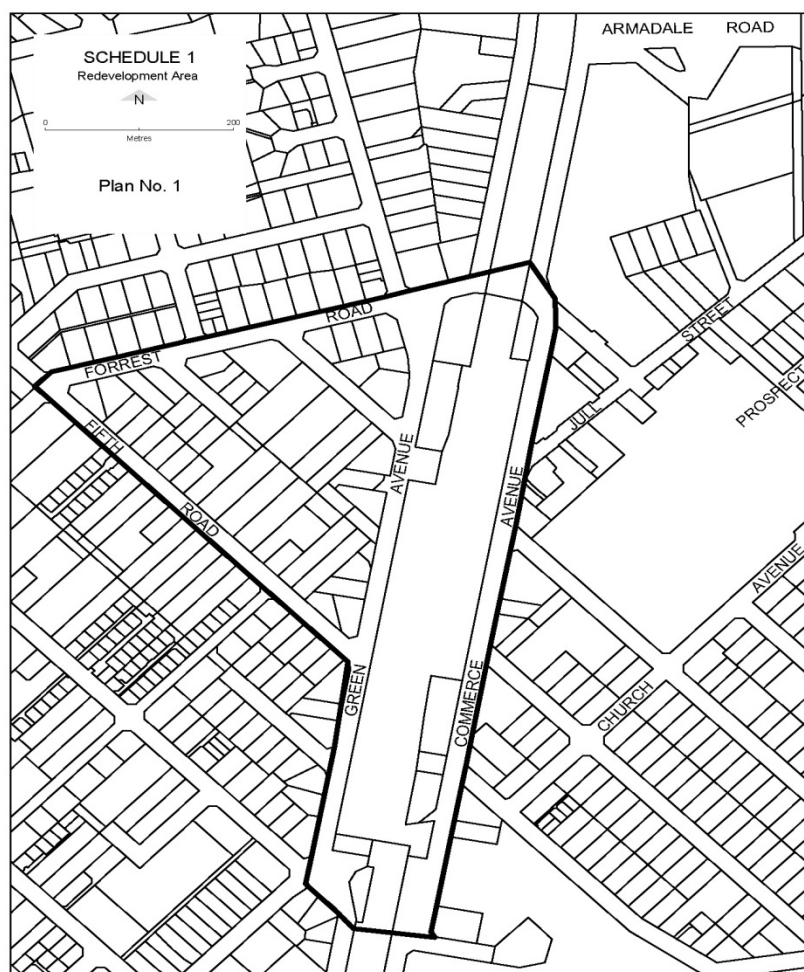 ARMADALE ROAD
SCHEDULE 1
Redevelopment Area
N
0 200
Metres
Plan No. 1
FORREST ROAD
STREET
JULL
PROSPECT
FIFTH ROAD
AVENUE
AVENUE
AVENUE
GREEN
COMMERCE
CHURCH